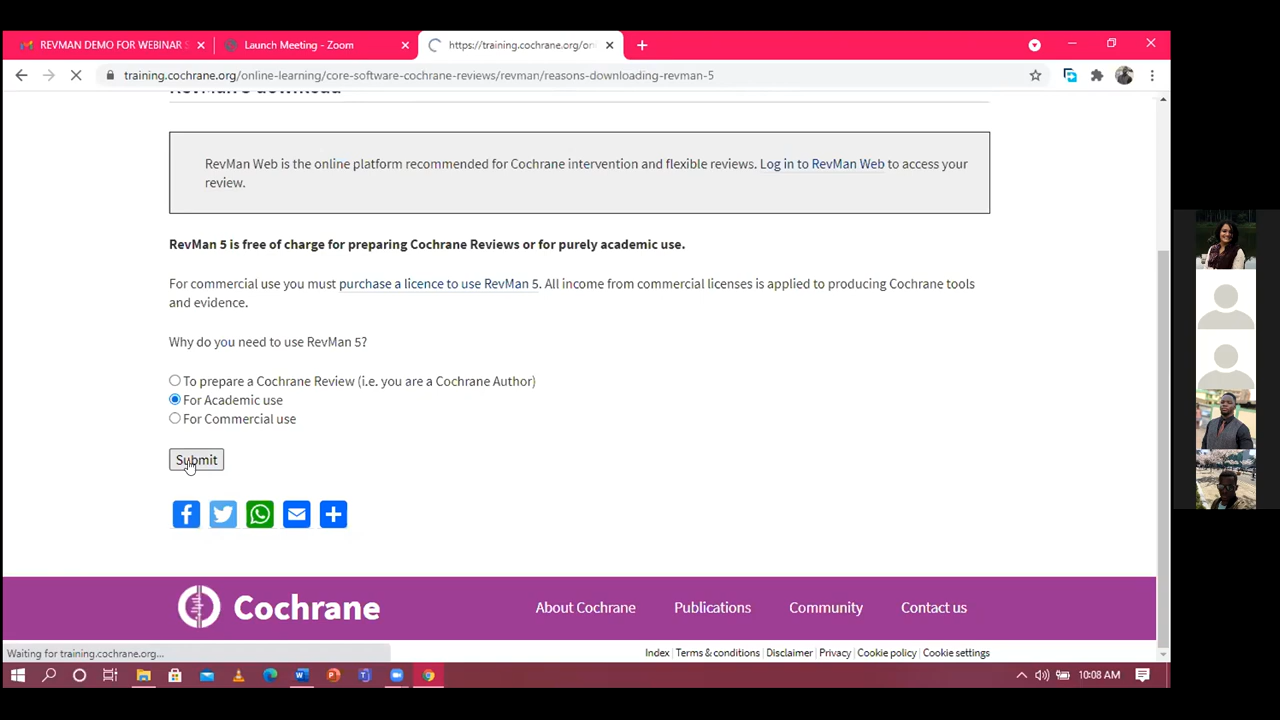 REVMAN DEMO FOR WEBINAR S
Launch Meeting - Zoom
https://training.cochrane.org/on
training.cochrane.org/online-learning/core-software-cochrane-reviews/revman/reasons-downloading-revman-5
RevMan 5 download
RevMan Web is the online platform recommended for Cochrane intervention and flexible reviews. Log in to RevMan Web to access your
review.
RevMan 5 is free of charge for preparing Cochrane Reviews or for purely academic use.
For commercial use you must purchase a licence to use RevMan 5. All income from commercial licenses is applied to producing Cochrane tools
and evidence.
Why do you need to use RevMan 5?
To prepare a Cochrane Review (i.e. you are a Cochrane Author)
For Academic use
For Commercial use
Submit
Cochrane
About Cochrane
Publications
Community
Contact us
Waiting for training.cochrane.org...
Index | Terms & conditions | Disclaimer | Privacy | Cookie policy | Cookie settings
10:08 AM